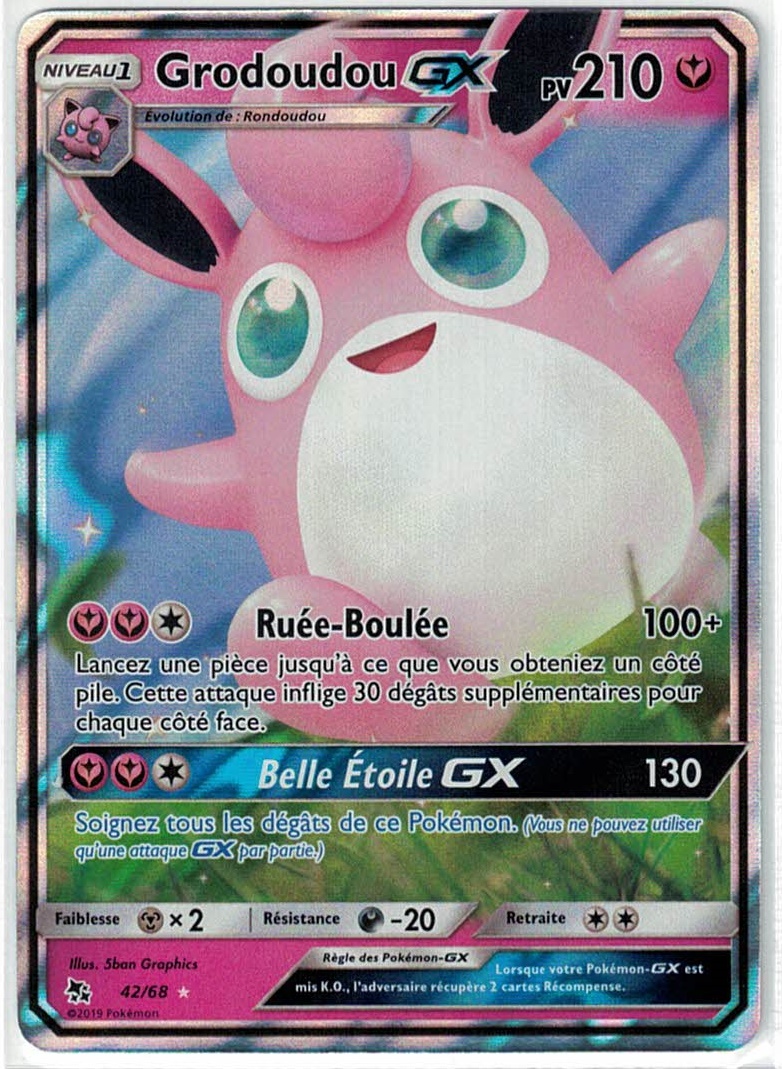 NIVEAU1 Grodoudou GX PV210
Évolution de : Rondoudou
Ruée-Boulée 100+
Lancez une pièce jusqu'à ce que vous obteniez un côté
pile. Cette attaque inflige 30 dégâts supplémentaires pour
chaque côté face.
Belle Étoile GX 130
Soignez tous les dégâts de ce Pokémon. (Vous ne pouvez utiliser
qu'une attaque GX par partie.)
Faiblesse ×2 Résistance -20 Retraite
Illus. 5ban Graphics
Règle des Pokémon-GX
Lorsque votre Pokémon-GX est
mis K.O., l'adversaire récupère 2 cartes Récompense.
42/68
©2019 Pokémon